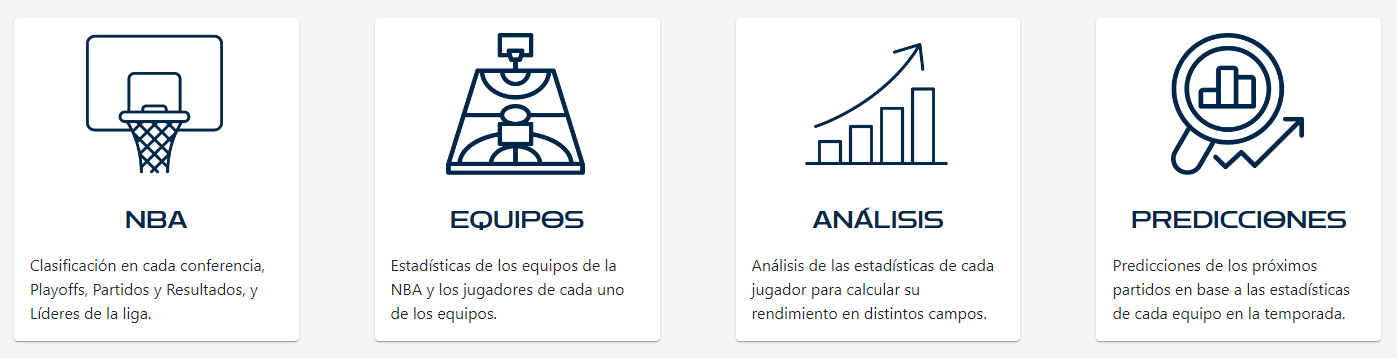 NBA
Clasificación en cada conferencia,
Playoffs, Partidos y Resultados, y
Líderes de la liga.
EQUIPOS
Estadísticas de los equipos de la
NBA y los jugadores de cada uno
de los equipos.
ANÁLISIS
Análisis de las estadísticas de cada
jugador para calcular su
rendimiento en distintos campos.
PREDICCIONES
Predicciones de los próximos
partidos en base a las estadísticas
de cada equipo en la temporada.